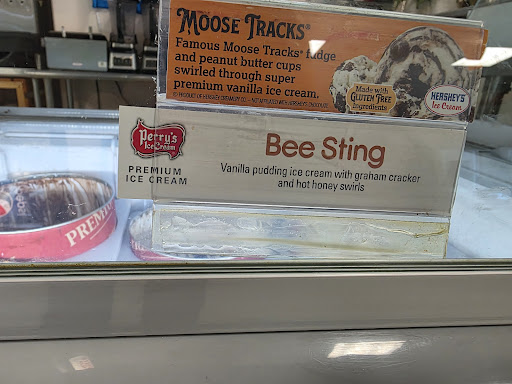 MOOSE TRACKS®
Famous Moose Tracks® fudge
and peanut butter cups
swirled through super
premium vanilla ice cream.
Made with
GLUTEN FREE
Ingredients
HERSHEY'S
Ice Cream
Perry's
Ice Cream
PREMIUM
ICE CREAM
Bee Sting
Vanilla pudding ice cream with graham cracker
and hot honey swirls
PREMI